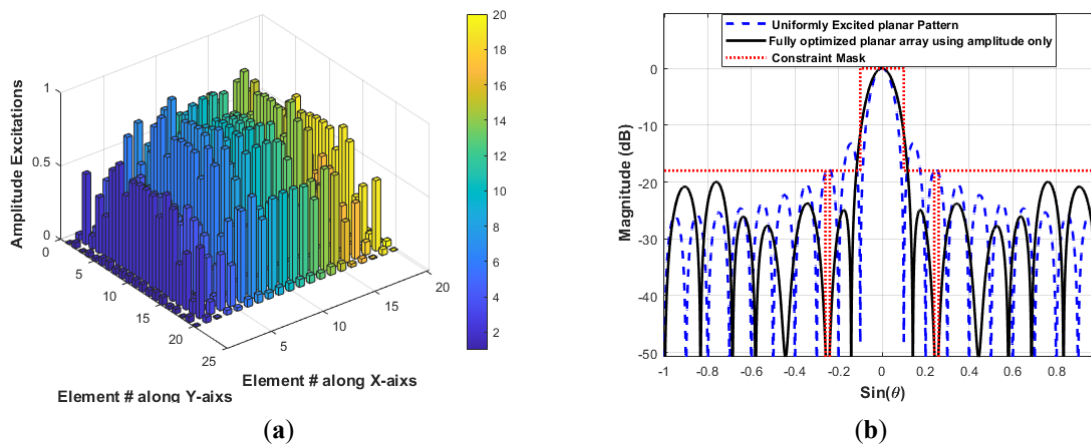 1
0.5
0
Amplitude Excitations
0
5
10
15
20
25
Element # along Y-aixs
5
10
15
20
Element # along X-aixs
20
18
16
14
12
10
8
6
4
2
(a)
Uniformly Excited planar Pattern
Fully optimized planar array using amplitude only
Constraint Mask
0
-10
-20
-30
-40
-50
Magnitude (dB)
-1 -0.8 -0.6 -0.4 -0.2 0 0.2 0.4 0.6 0.8 1
Sin(θ)
(b)